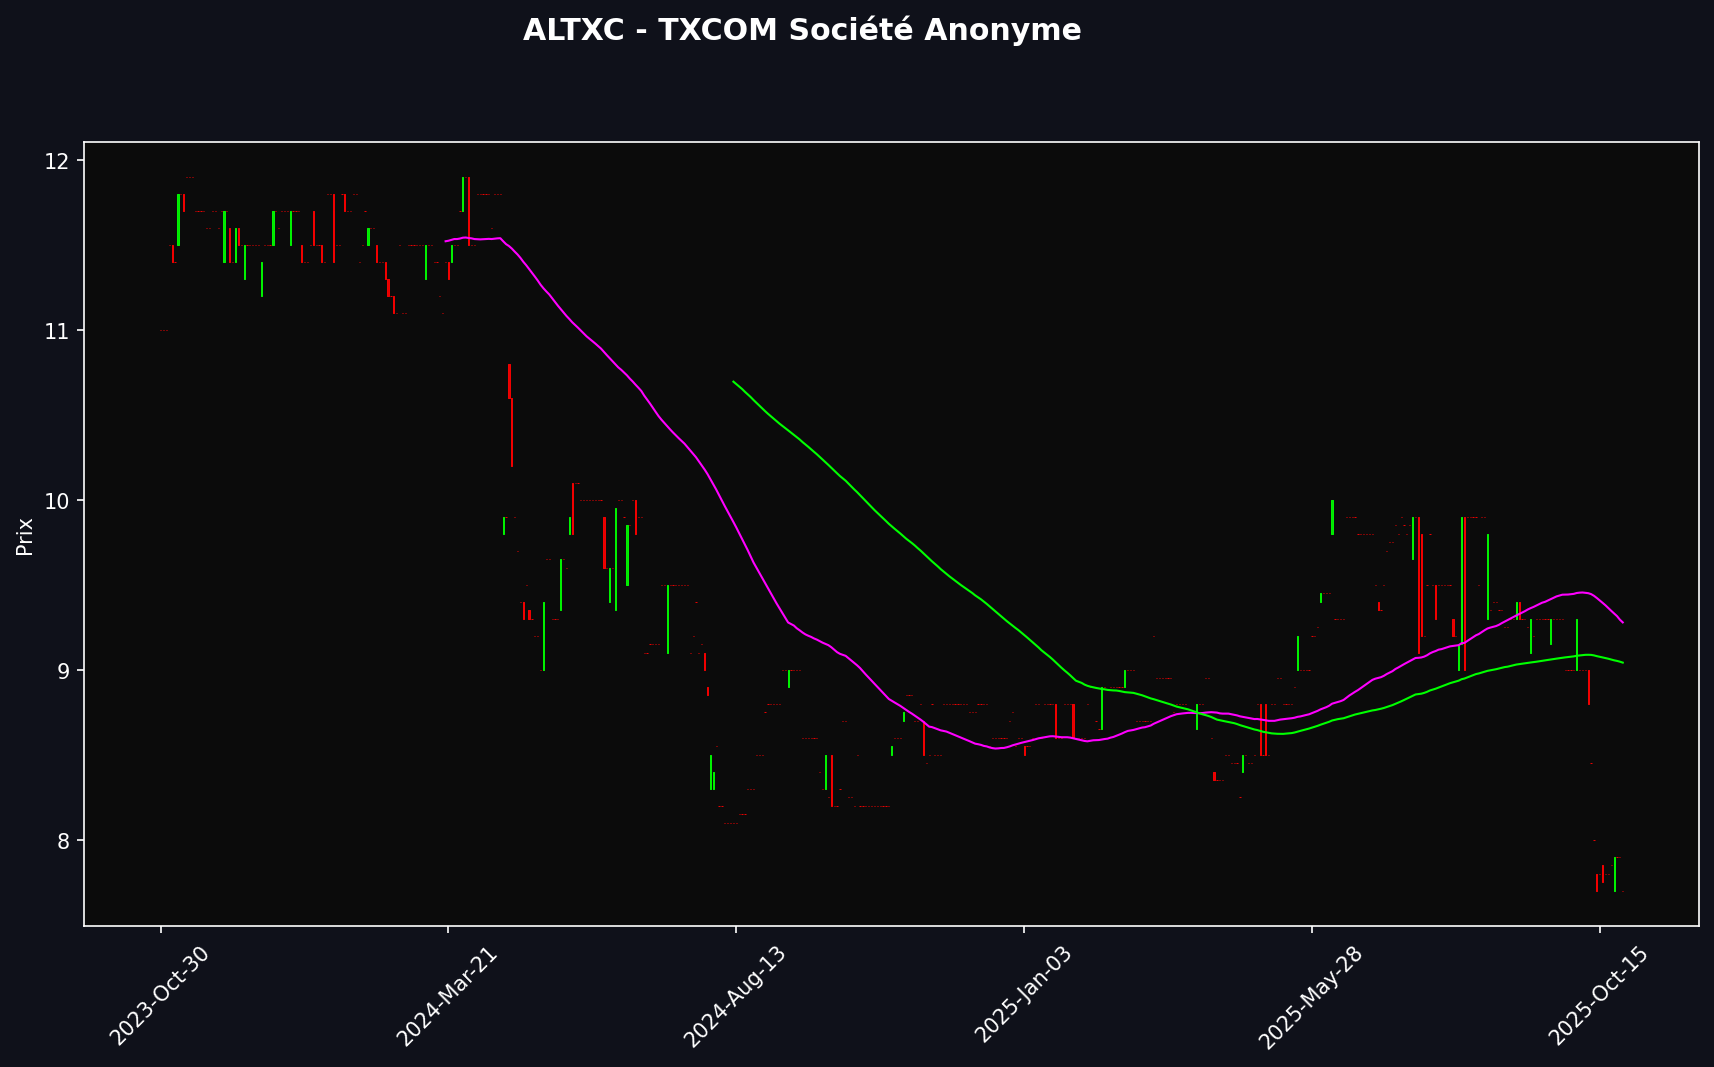 ALTXC - TXCOM Société Anonyme
12
11
10
9
8
Prix
2023-Oct-30
2024-Mar-21
2024-Aug-13
2025-Jan-03
2025-May-28
2025-Oct-15